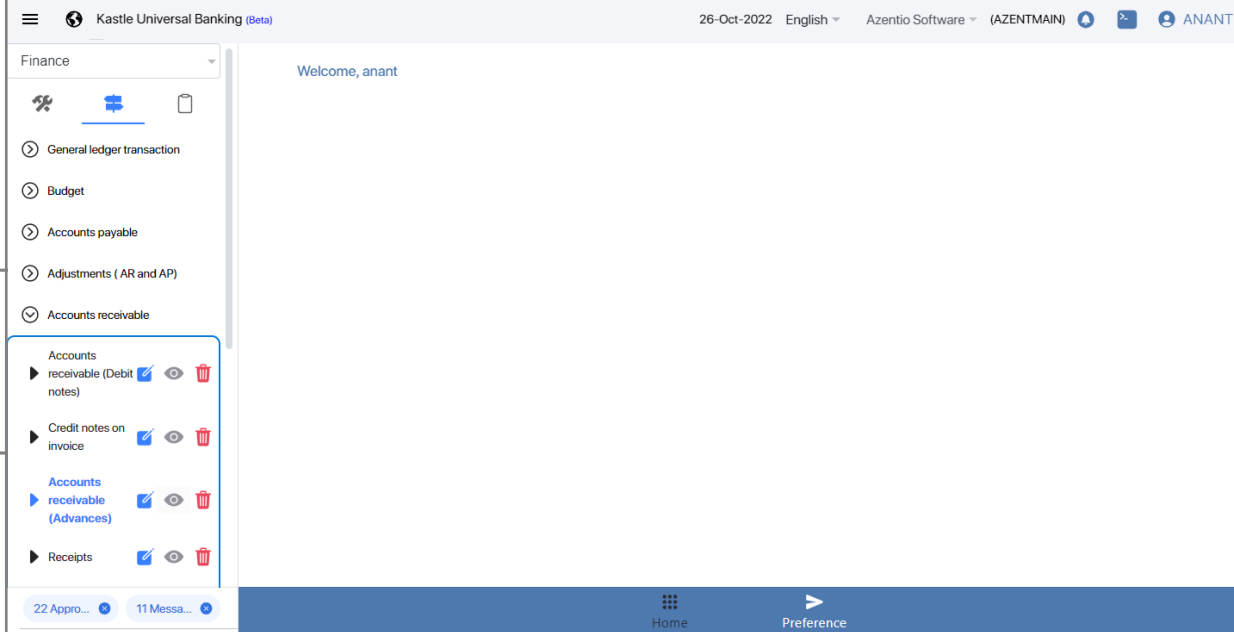 Kastle Universal Banking (Beta)
26-Oct-2022 English Azentio Software (AZENTMAIN) ANANT
Finance
Welcome, anant
General ledger transaction
Budget
Accounts payable
Adjustments ( AR and AP)
Accounts receivable
Accounts
receivable (Debit
notes)
Credit notes on
invoice
Accounts
receivable
(Advances)
Receipts
22 Appro...
11 Messa...
Home
Preference